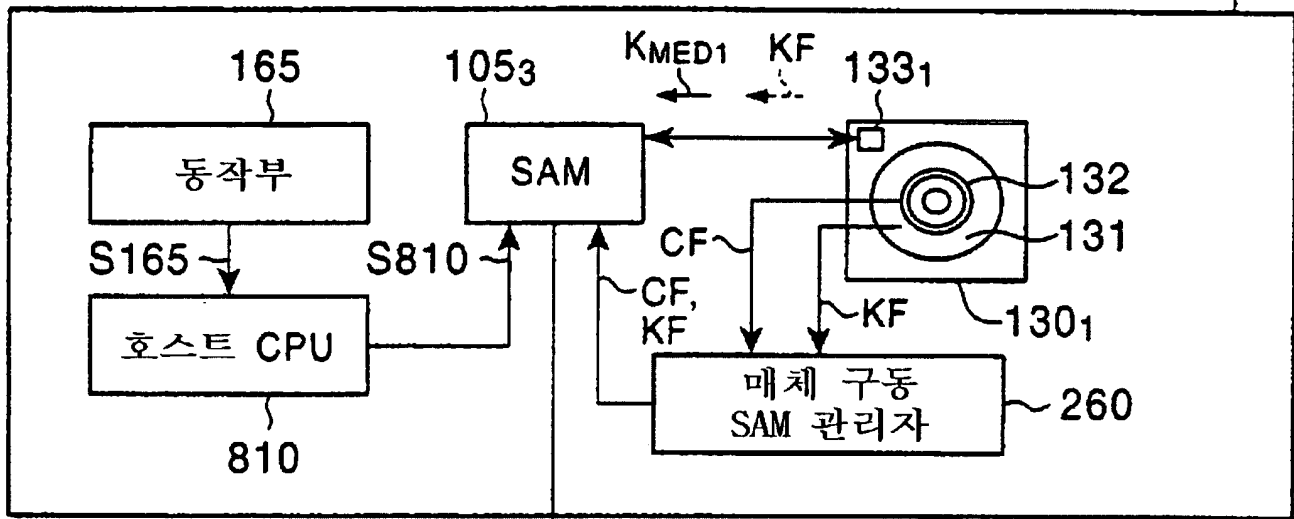 K_MED1 KF
165 105₃ 133₁
동작부 SAM
132
131
S165 S810 CF
CF,
KF KF 130₁
호스트 CPU 매체 구동
SAM 관리자 260
810